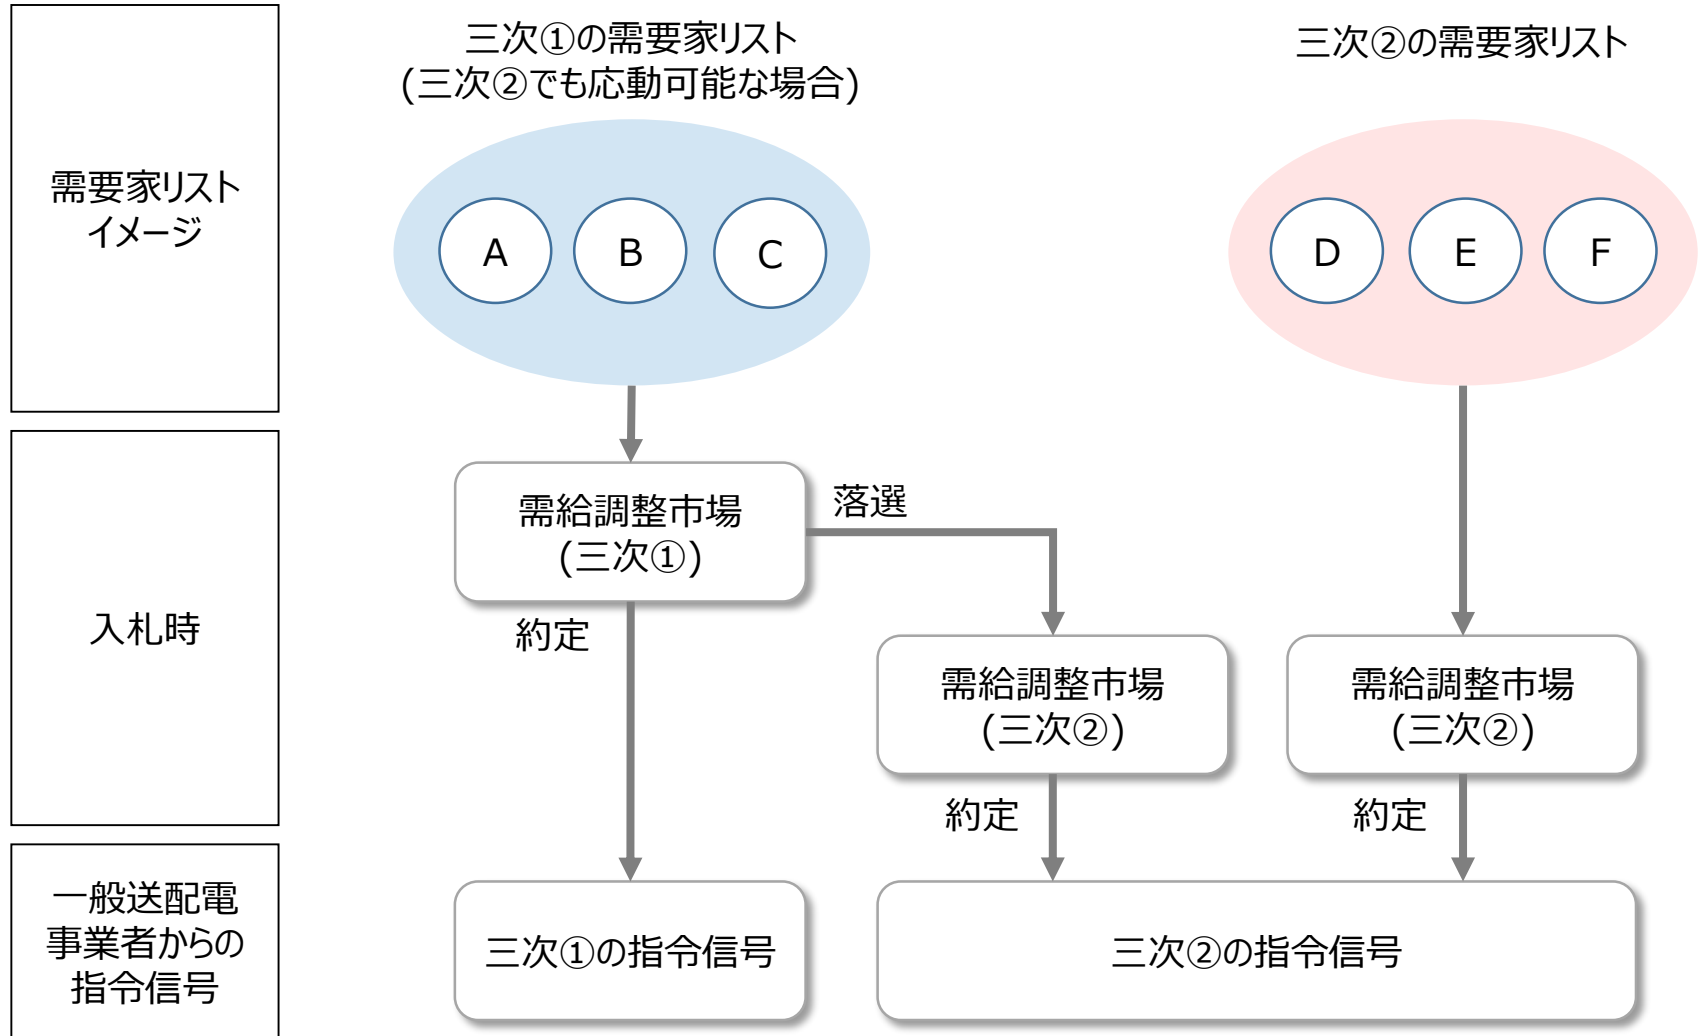 三次①の需要家リスト
(三次②でも応動可能な場合)
三次②の需要家リスト
需要家リスト
イメージ
A
B
C
D
E
F
入札時
需給調整市場
(三次①)
落選
約定
需給調整市場
(三次②)
需給調整市場
(三次②)
約定
約定
一般送配電
事業者からの
指令信号
三次①の指令信号
三次②の指令信号